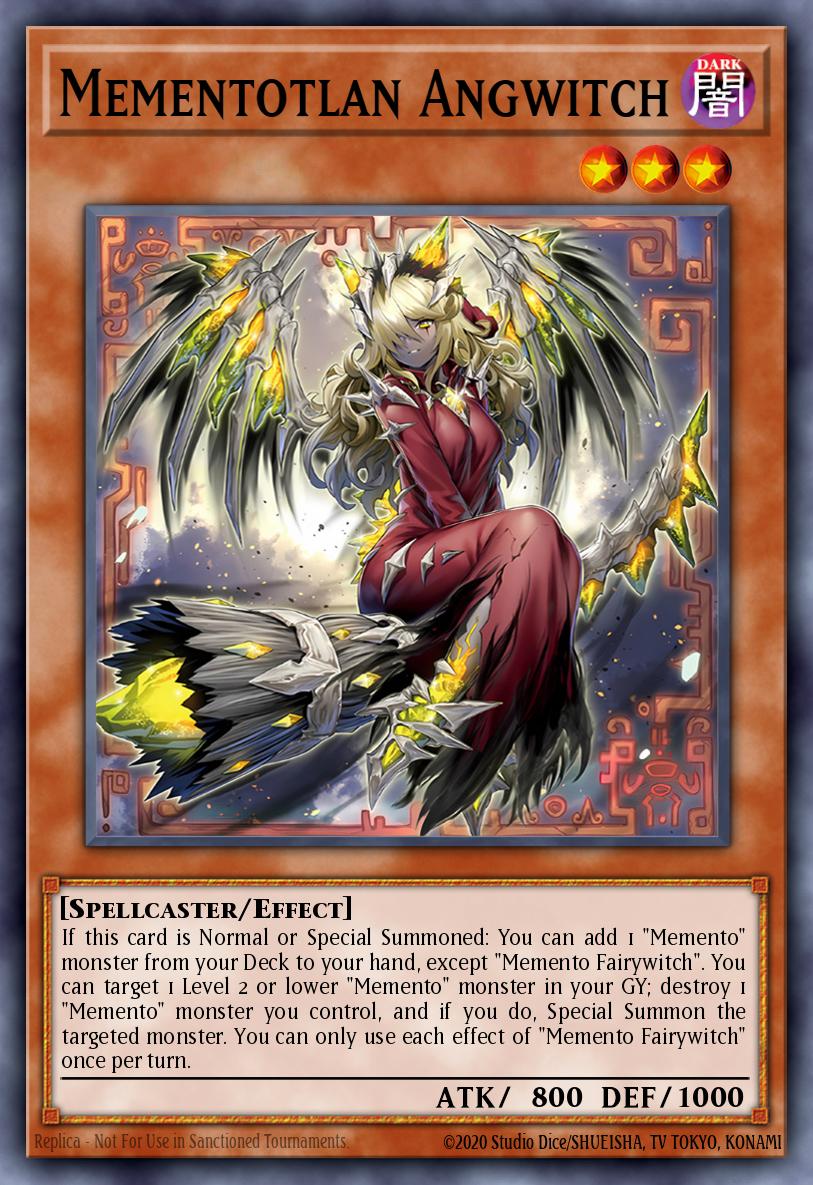 Mementotlan Angwitch
DARK
闇
[Spellcaster/Effect]
If this card is Normal or Special Summoned: You can add 1 "Memento"
monster from your Deck to your hand, except "Memento Fairywitch". You
can target 1 Level 2 or lower "Memento" monster in your GY; destroy 1
"Memento" monster you control, and if you do, Special Summon the
targeted monster. You can only use each effect of "Memento Fairywitch"
once per turn.
ATK/ 800 DEF/1000
Replica - Not For Use in Sanctioned Tournaments.
©2020 Studio Dice/SHUEISHA, TV TOKYO, KONAMI